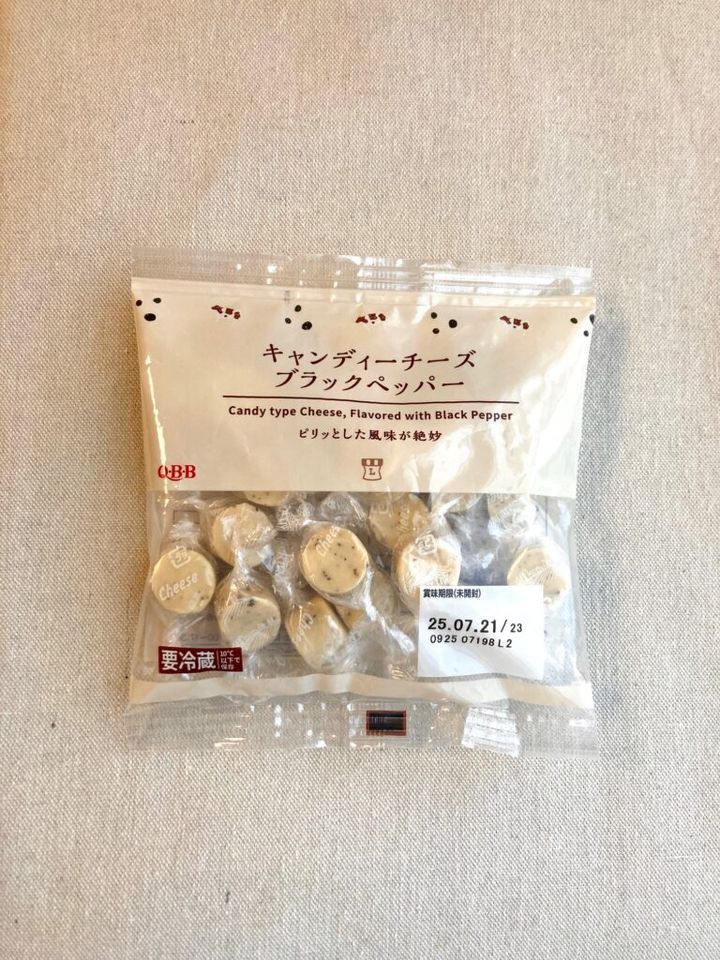 キャンディーチーズ
ブラックペッパー
Candy type Cheese, Flavored with Black Pepper
ピリッとした風味が絶妙
Q·B·B
L
Cheese
Cheese
Cheese
賞味期限(未開封)
25.07.21/23
0925 07198 L2
要冷蔵
10℃
以下で
保存